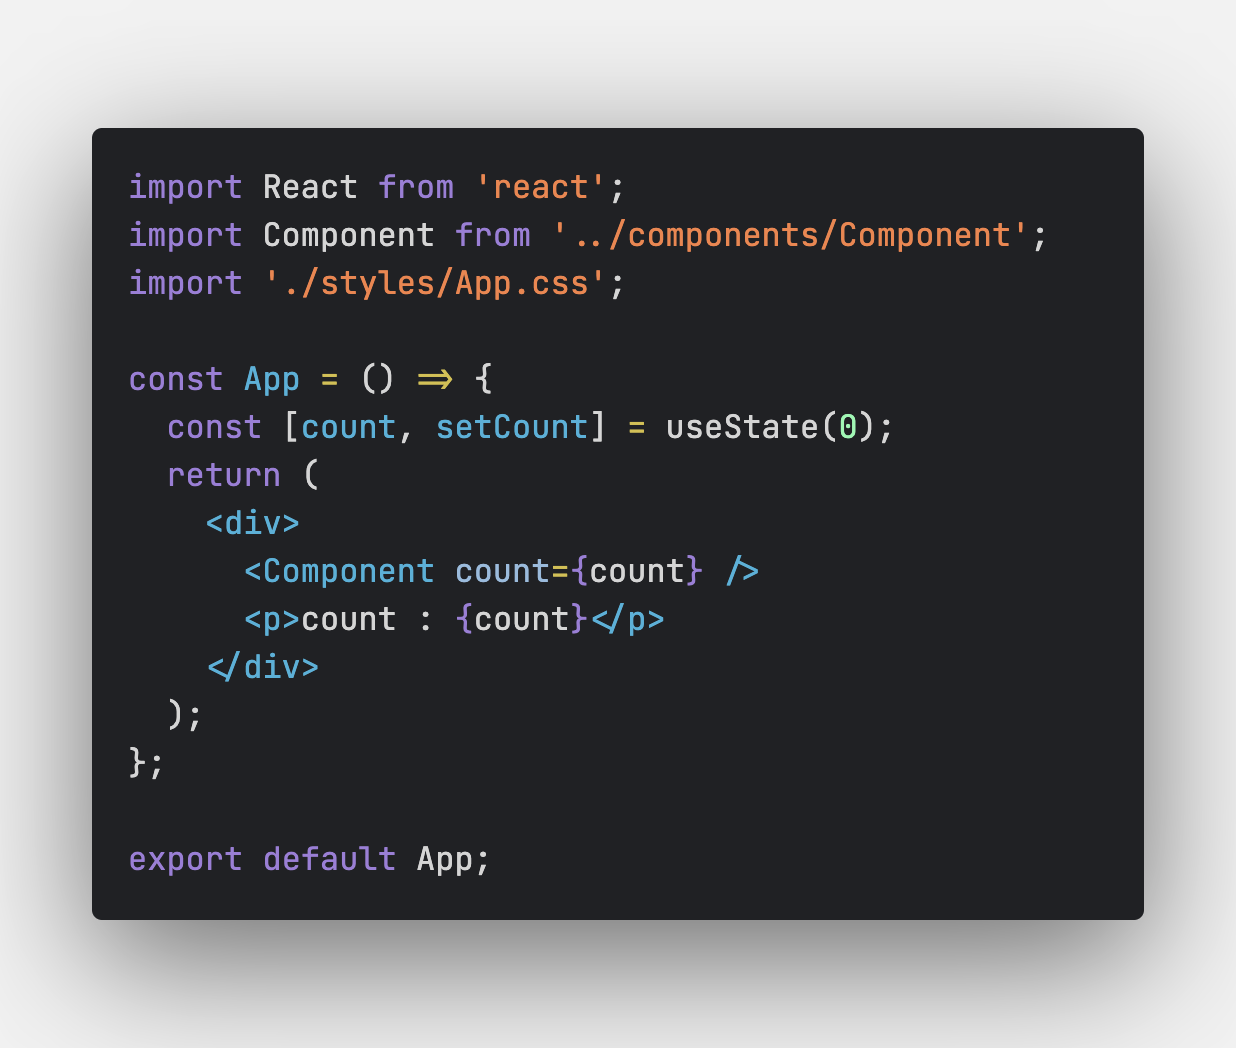 import React from 'react';
import Component from '../components/Component';
import './styles/App.css';

const App = () => {
  const [count, setCount] = useState(0);
  return (
    <div>
      <Component count={count} />
      <p>count : {count}</p>
    </div>
  );
};

export default App;